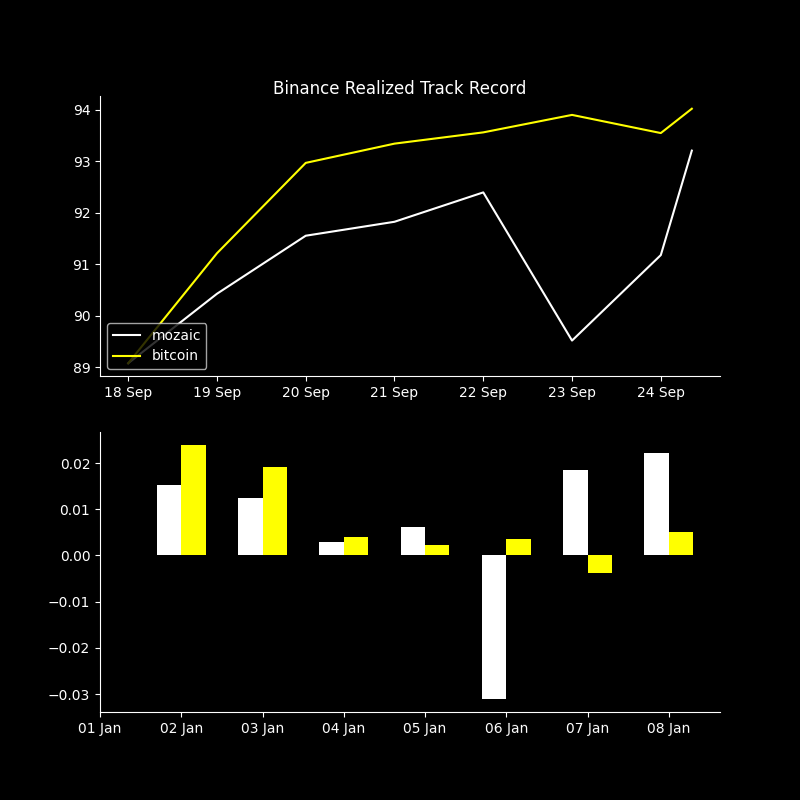 Binance Realized Track Record
94
93
92
91
90
89
mozaic
bitcoin
18 Sep 19 Sep 20 Sep 21 Sep 22 Sep 23 Sep 24 Sep
0.02
0.01
0.00
−0.01
−0.02
−0.03
01 Jan 02 Jan 03 Jan 04 Jan 05 Jan 06 Jan 07 Jan 08 Jan